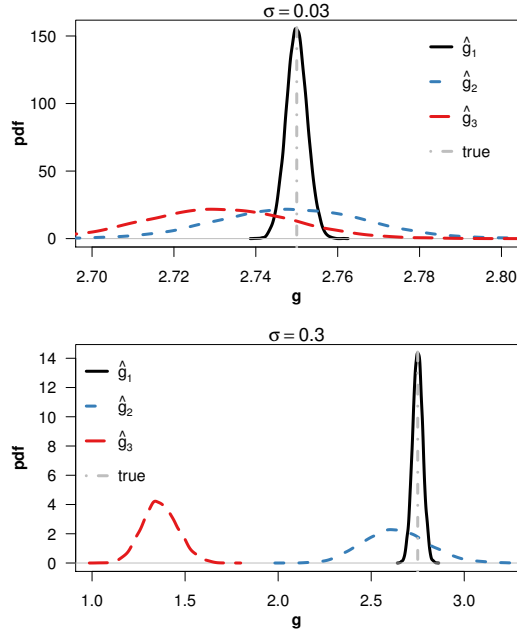 σ = 0.03
pdf
150
100
50
0
ĝ₁
ĝ₂
ĝ₃
true
2.70 2.72 2.74 2.76 2.78 2.80
g
σ = 0.3
pdf
14
12
10
8
6
4
2
0
ĝ₁
ĝ₂
ĝ₃
true
1.0 1.5 2.0 2.5 3.0
g